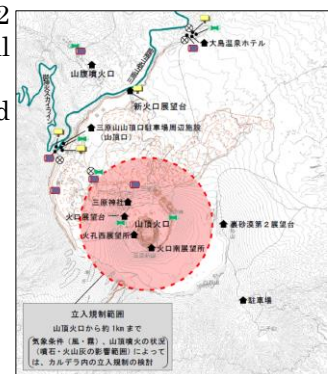 2
il
d
大島温泉ホテル
山腹噴火口
新火口展望台
三原山山頂口駐車場周辺施設
(山頂口)
三原神社
火口展望台
山頂火口
火孔西展望所
火口南展望所
裏砂漠第2展望台
駐車場
立入規制範囲
山頂火口から約1kmまで
気象条件（風・霧）、山頂噴火の状況
（噴石・火山灰の影響範囲）によって
は、カルデラ内の立入規制の検討